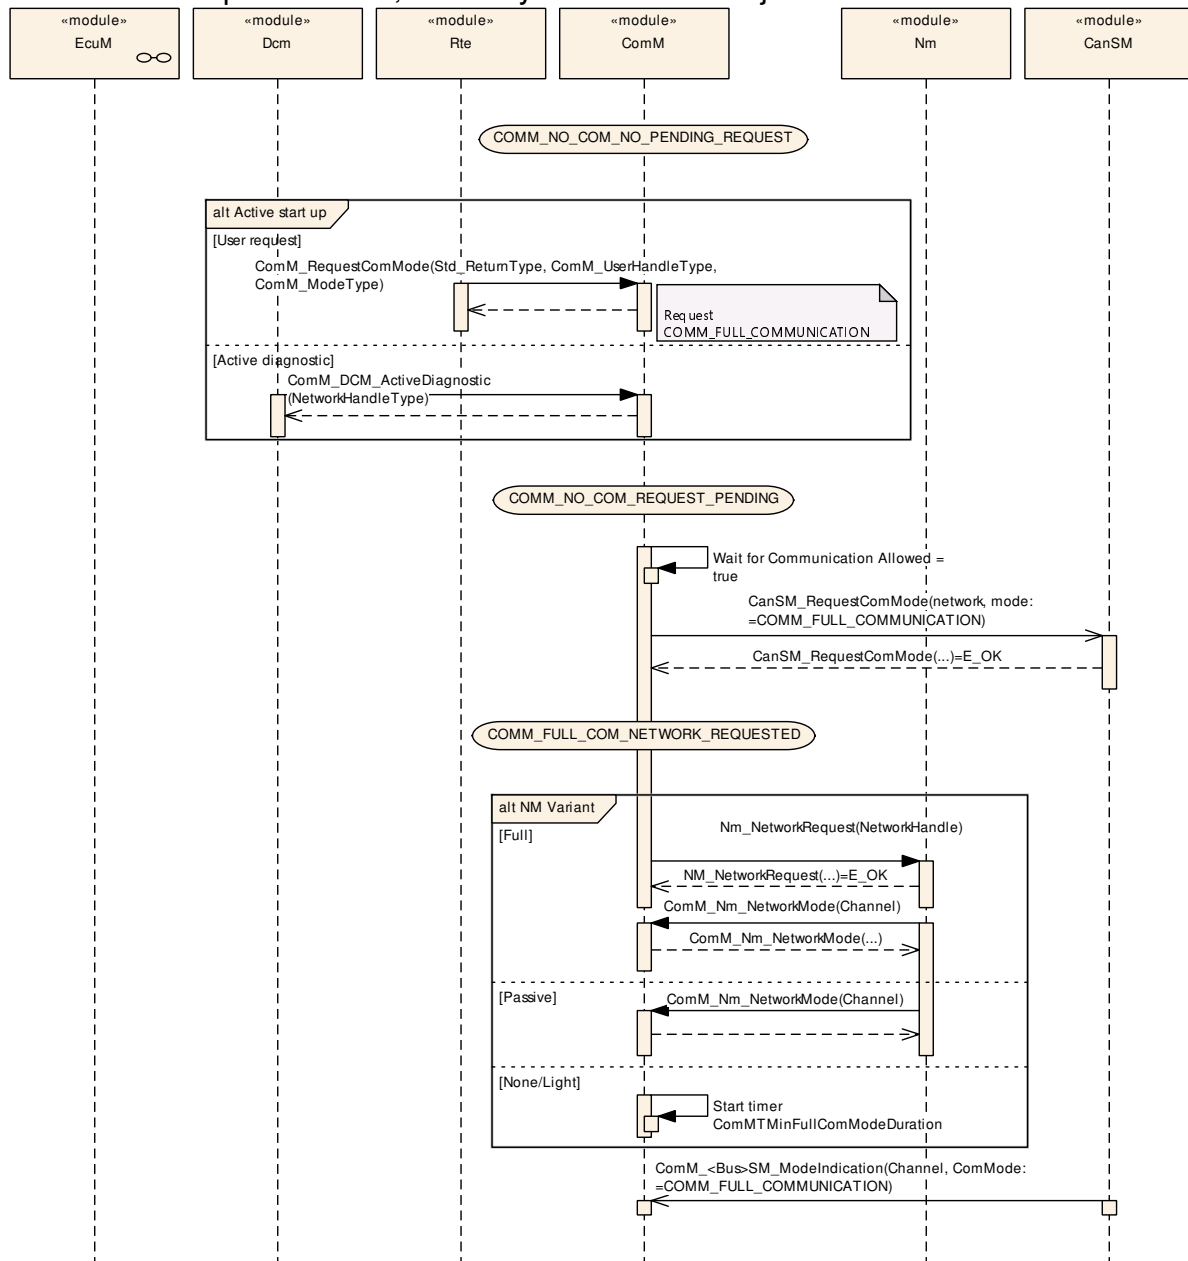 «module»
EcuM
«module»
Dcm
«module»
Rte
«module»
ComM
«module»
Nm
«module»
CanSM
COMM_NO_COM_NO_PENDING_REQUEST
alt Active start up
[User request]
ComM_RequestComMode(Std_ReturnType, ComM_UserHandleType,
ComM_ModeType)
Request
COMM_FULL_COMMUNICATION
[Active diagnostic]
ComM_DCM_ActiveDiagnostic
(NetworkHandleType)
COMM_NO_COM_REQUEST_PENDING
Wait for Communication Allowed =
true
CanSM_RequestComMode(network, mode:
=COMM_FULL_COMMUNICATION)
CanSM_RequestComMode(...)=E_OK
COMM_FULL_COM_NETWORK_REQUESTED
alt NM Variant
[Full]
Nm_NetworkRequest(NetworkHandle)
NM_NetworkRequest(...)=E_OK
ComM_Nm_NetworkMode(Channel)
ComM_Nm_NetworkMode(...)
[Passive]
ComM_Nm_NetworkMode(Channel)
[None/Light]
Start timer
ComMTMinFullComModeDuration
ComM_<Bus>SM_ModeIndication(Channel, ComMode:
=COMM_FULL_COMMUNICATION)